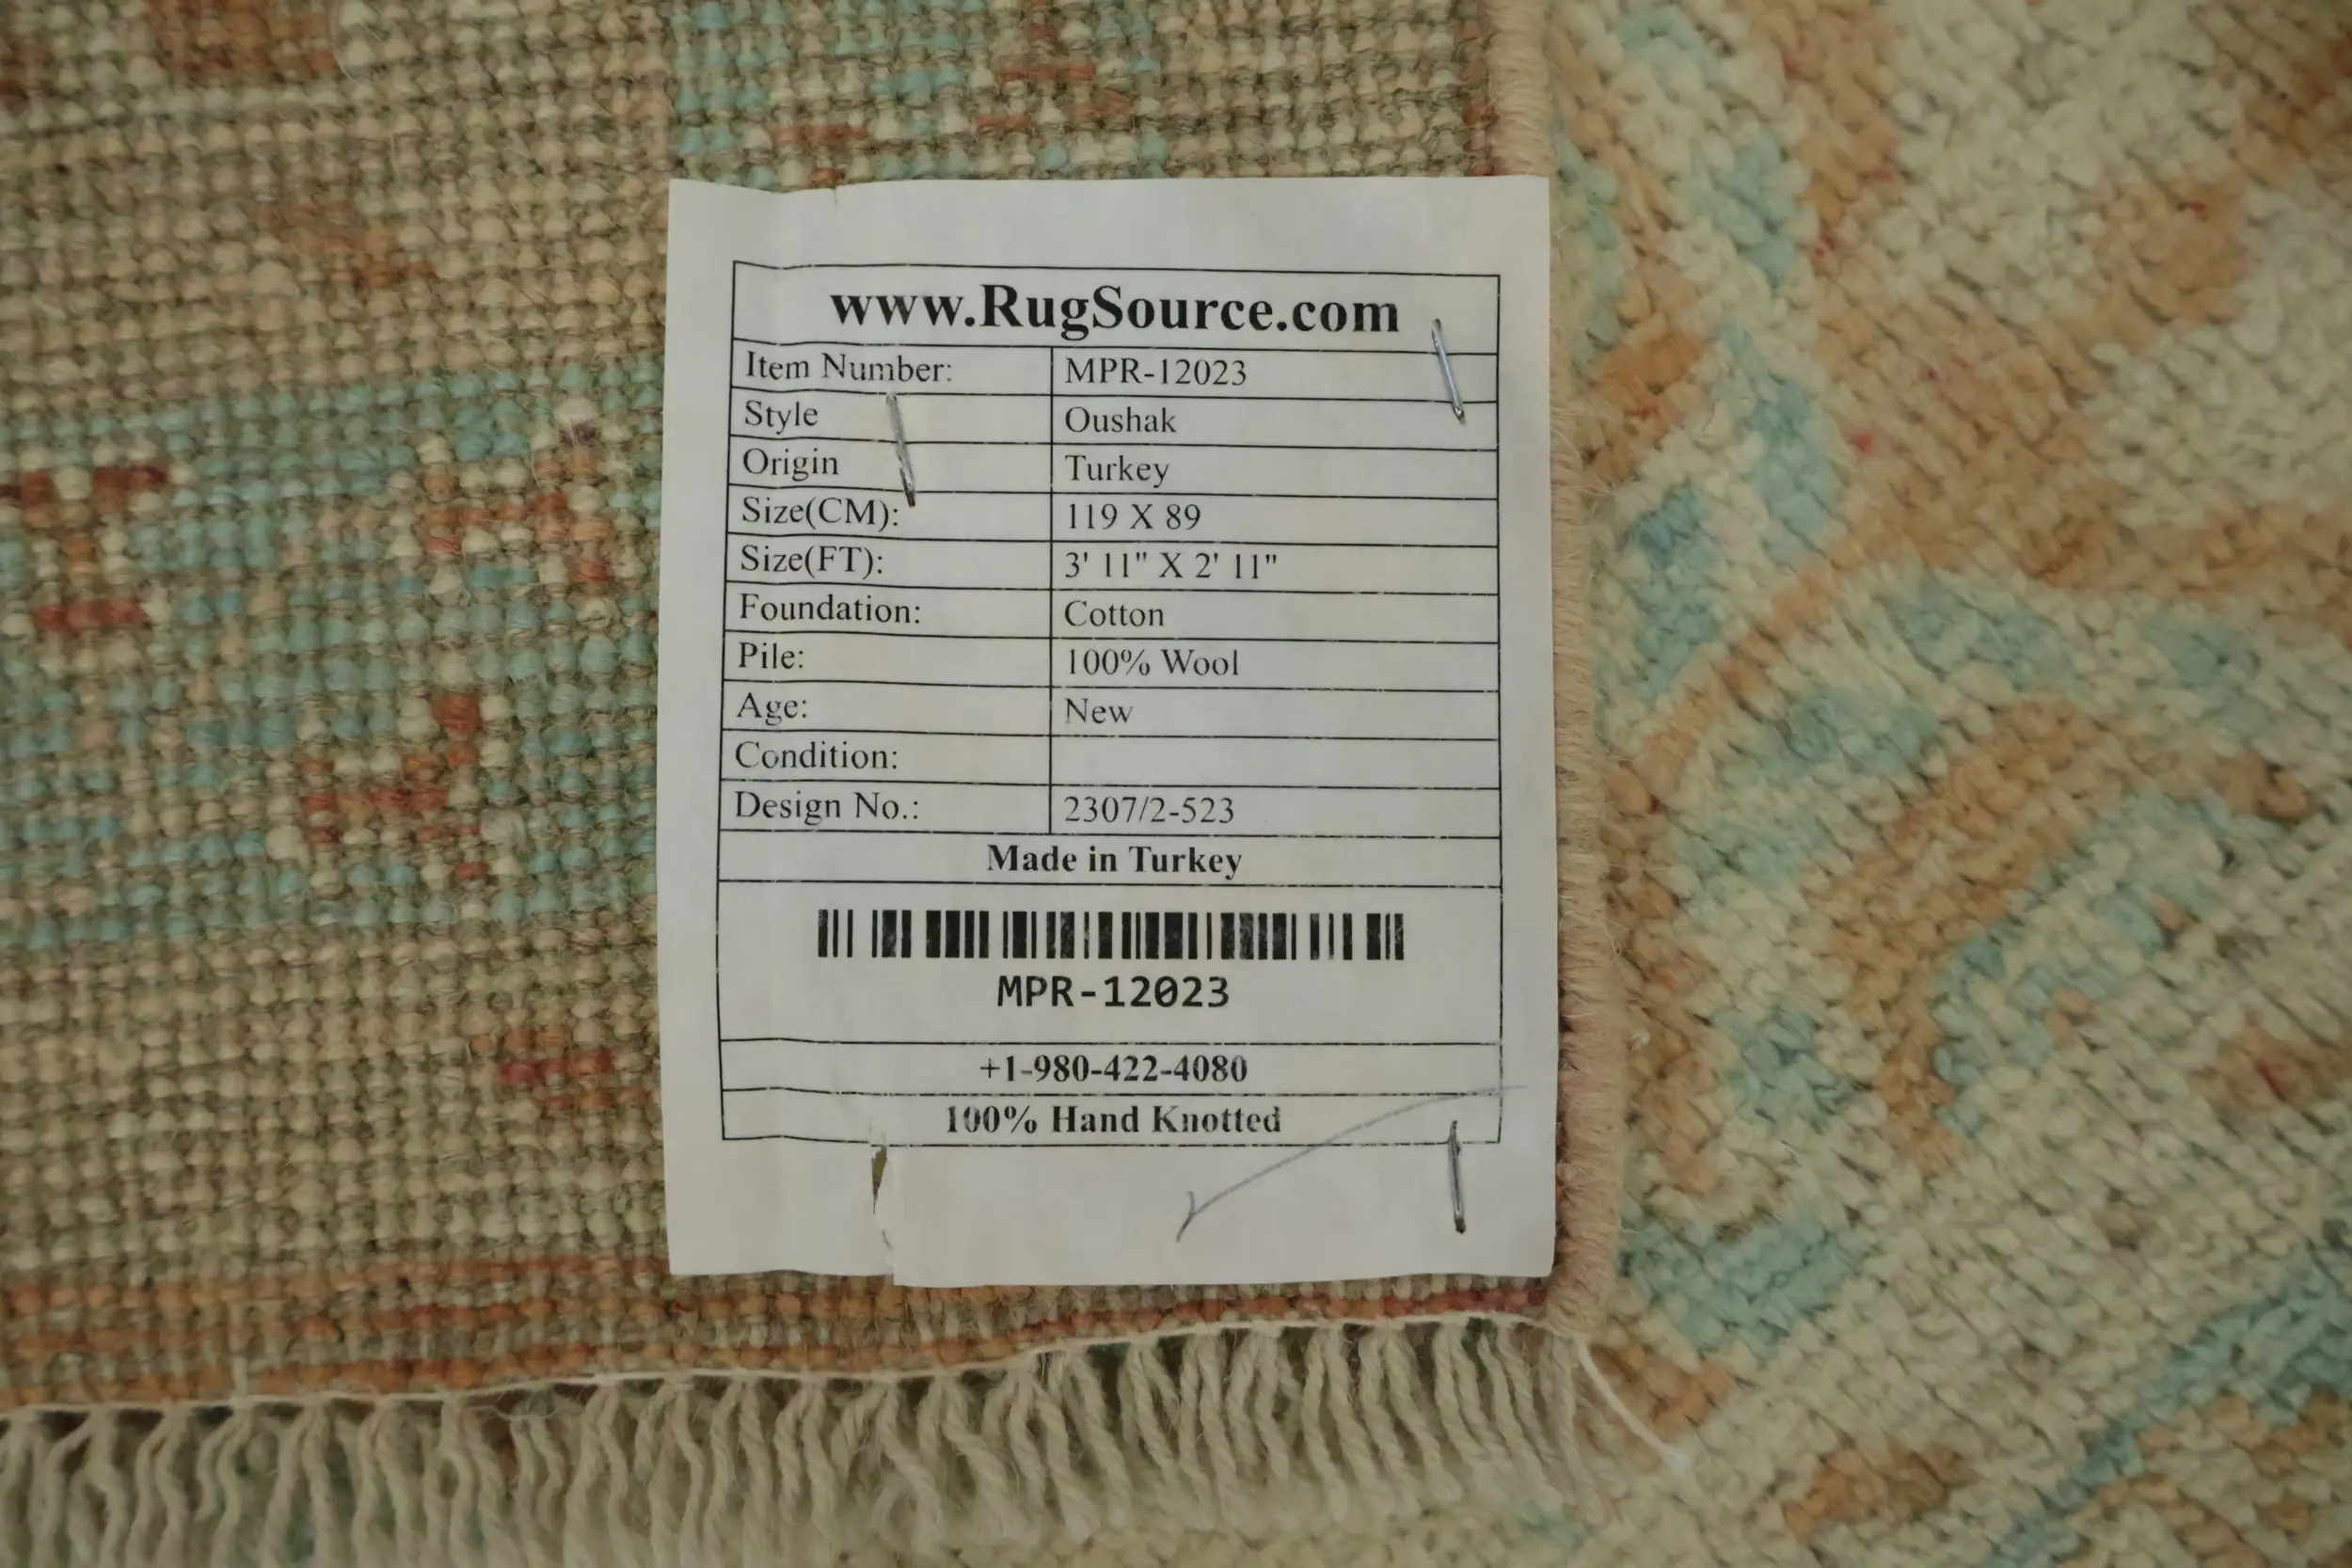 www.RugSource.com
Item Number: MPR-12023
Style Oushak
Origin Turkey
Size(CM): 119 X 89
Size(FT): 3' 11" X 2' 11"
Foundation: Cotton
Pile: 100% Wool
Age: New
Condition:
Design No.: 2307/2-523
Made in Turkey
MPR-12023
+1-980-422-4080
100% Hand Knotted